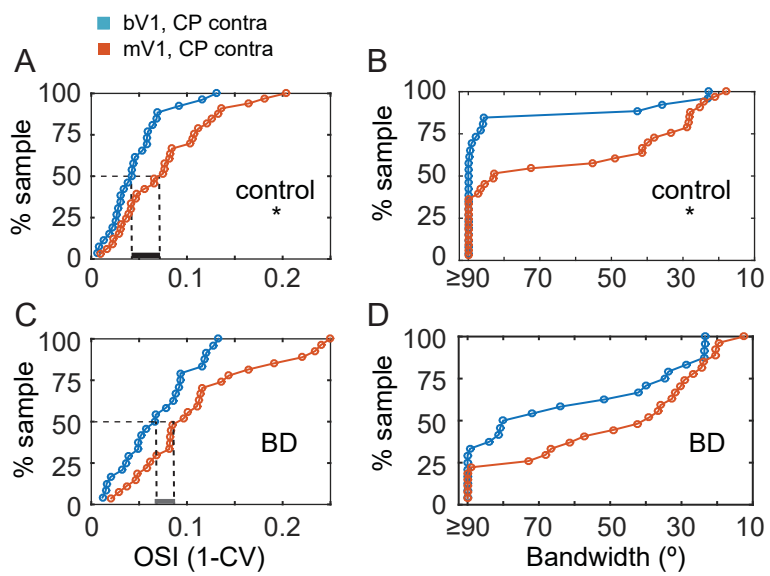 bV1, CP contra
mV1, CP contra
A
% sample
100
75
50
25
0
control
*
0
0.1
0.2
B
% sample
100
75
50
25
0
control
*
≥90
70
50
30
10
C
% sample
100
75
50
25
0
BD
0
0.1
0.2
OSI (1-CV)
D
% sample
100
75
50
25
0
BD
≥90
70
50
30
10
Bandwidth (º)